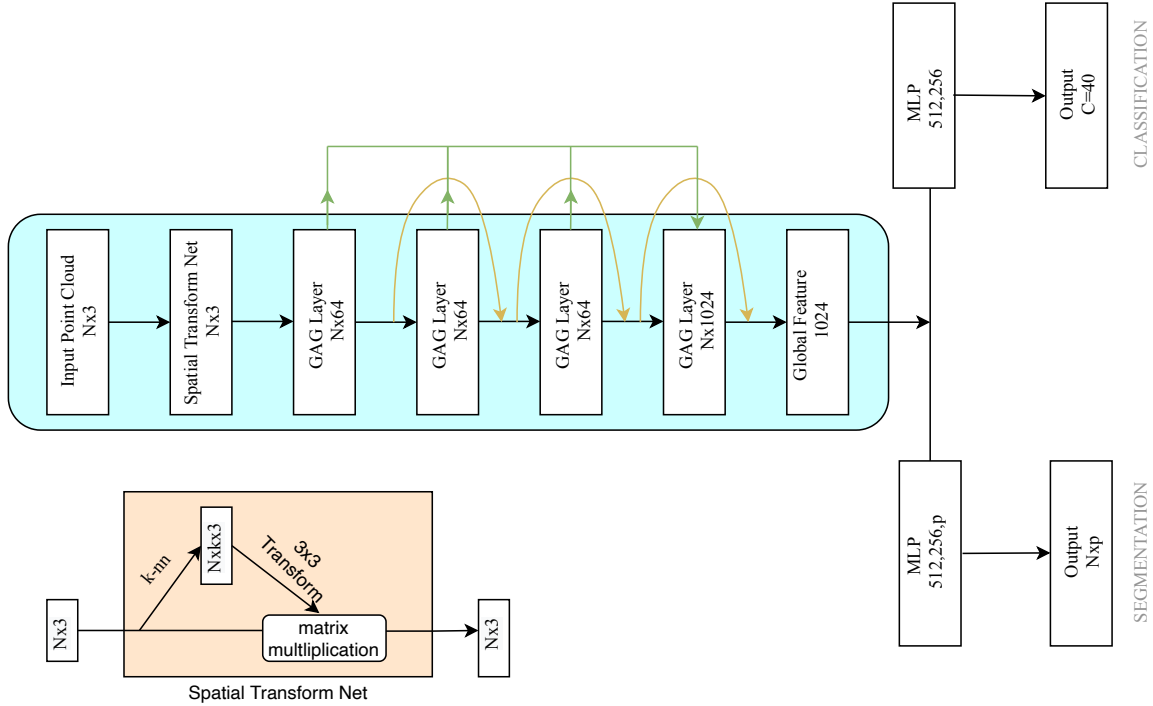 Input Point Cloud
Nx3
Spatial Transform Net
Nx3
GAG Layer
Nx64
GAG Layer
Nx64
GAG Layer
Nx64
GAG Layer
Nx1024
Global Feature
1024
MLP
512,256
Output
C=40
CLASSIFICATION
MLP
512,256,p
Output
Nxp
SEGMENTATION
Nx3
k-nn
Nxkx3
3x3
Transform
matrix
multliplication
Nx3
Spatial Transform Net